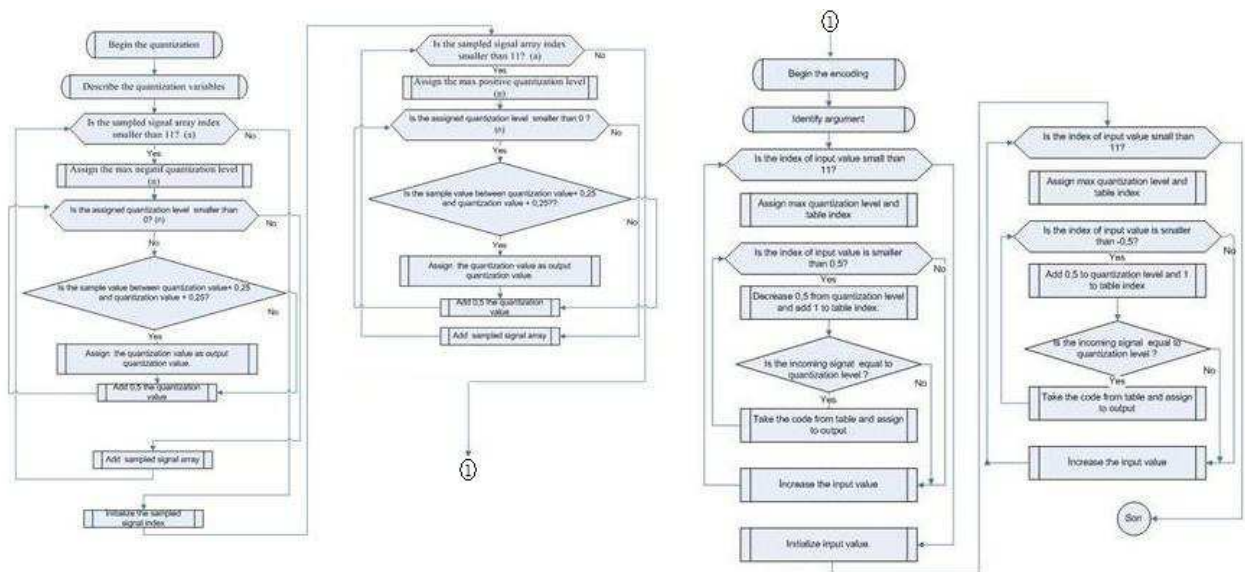 Begin the quantization
Describe the quantization variables
Is the sampled signal array index
smaller than 11? (a)
No
Yes
Assign the max negatif quantization level
(n)
Is the assigned quantization level smaller than
0? (n)
No
No
Is the sample value between quantization value+ 0,25
and quantization value + 0,25?
No
Yes
Assign the quantization value as output
quantization value.
Add 0,5 the quantization
value
Add sampled signal array
Initialize the sampled
signal index
Is the sampled signal array index
smaller than 11? (a)
No
Yes
Assign the max positive quantization level
(n)
Is the assigned quantization level smaller than 0 ?
(n)
No
Is the sample value between quantization value+ 0,25
and quantization value + 0,25??
No
Yes
Assign the quantization value as output
quantization value.
Add 0,5 the quantization
value
Add sampled signal array
1
1
Begin the encoding
Identify argument
Is the index of input value small than
11?
Assign max quantization level and
table index
Is the index of input value is smaller
than 0,5?
No
Yes
Decrease 0,5 from quantization level
and add 1 to table index.
Is the incoming signal equal to
quantization level ?
No
Yes
Take the code from table and assign
to output
Increase the input value
Initialize input value.
Is the index of input value small than
11?
Assign max quantization level and
table index
Is the index of input value is smaller
than -0,5?
No
Yes
Add 0,5 to quantization level and 1
to table index
Is the incoming signal equal to
quantization level ?
No
Yes
Take the code from table and assign
to output
Increase the input value
Son